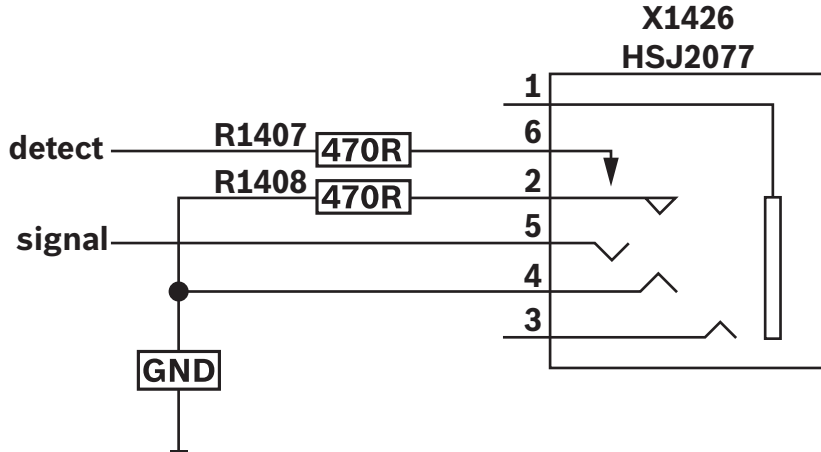 X1426
HSJ2077
1
detect R1407 470R 6
R1408 470R 2
signal 5
4
3
GND